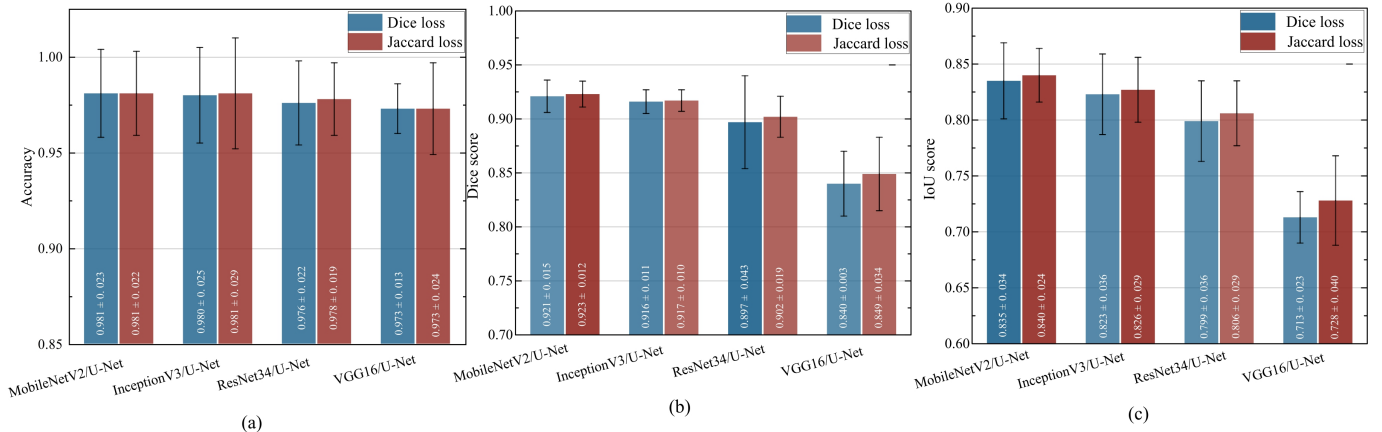 (a)
Dice loss
Jaccard loss
Accuracy
1.00
0.95
0.90
0.85
0.981 ± 0.023
0.981 ± 0.022
0.980 ± 0.025
0.981 ± 0.029
0.976 ± 0.022
0.978 ± 0.019
0.973 ± 0.013
0.973 ± 0.024
MobileNetV2/U-Net
InceptionV3/U-Net
ResNet34/U-Net
VGG16/U-Net
(a)
(b)
Dice loss
Jaccard loss
Dice score
1.00
0.95
0.90
0.85
0.80
0.75
0.70
0.921 ± 0.015
0.923 ± 0.012
0.916 ± 0.011
0.917 ± 0.010
0.897 ± 0.043
0.902 ± 0.019
0.840 ± 0.003
0.849 ± 0.034
MobileNetV2/U-Net
InceptionV3/U-Net
ResNet34/U-Net
VGG16/U-Net
(b)
(c)
Dice loss
Jaccard loss
IoU score
0.90
0.85
0.80
0.75
0.70
0.65
0.60
0.835 ± 0.034
0.840 ± 0.024
0.823 ± 0.036
0.826 ± 0.029
0.799 ± 0.036
0.806 ± 0.029
0.713 ± 0.023
0.728 ± 0.040
MobileNetV2/U-Net
InceptionV3/U-Net
ResNet34/U-Net
VGG16/U-Net
(c)